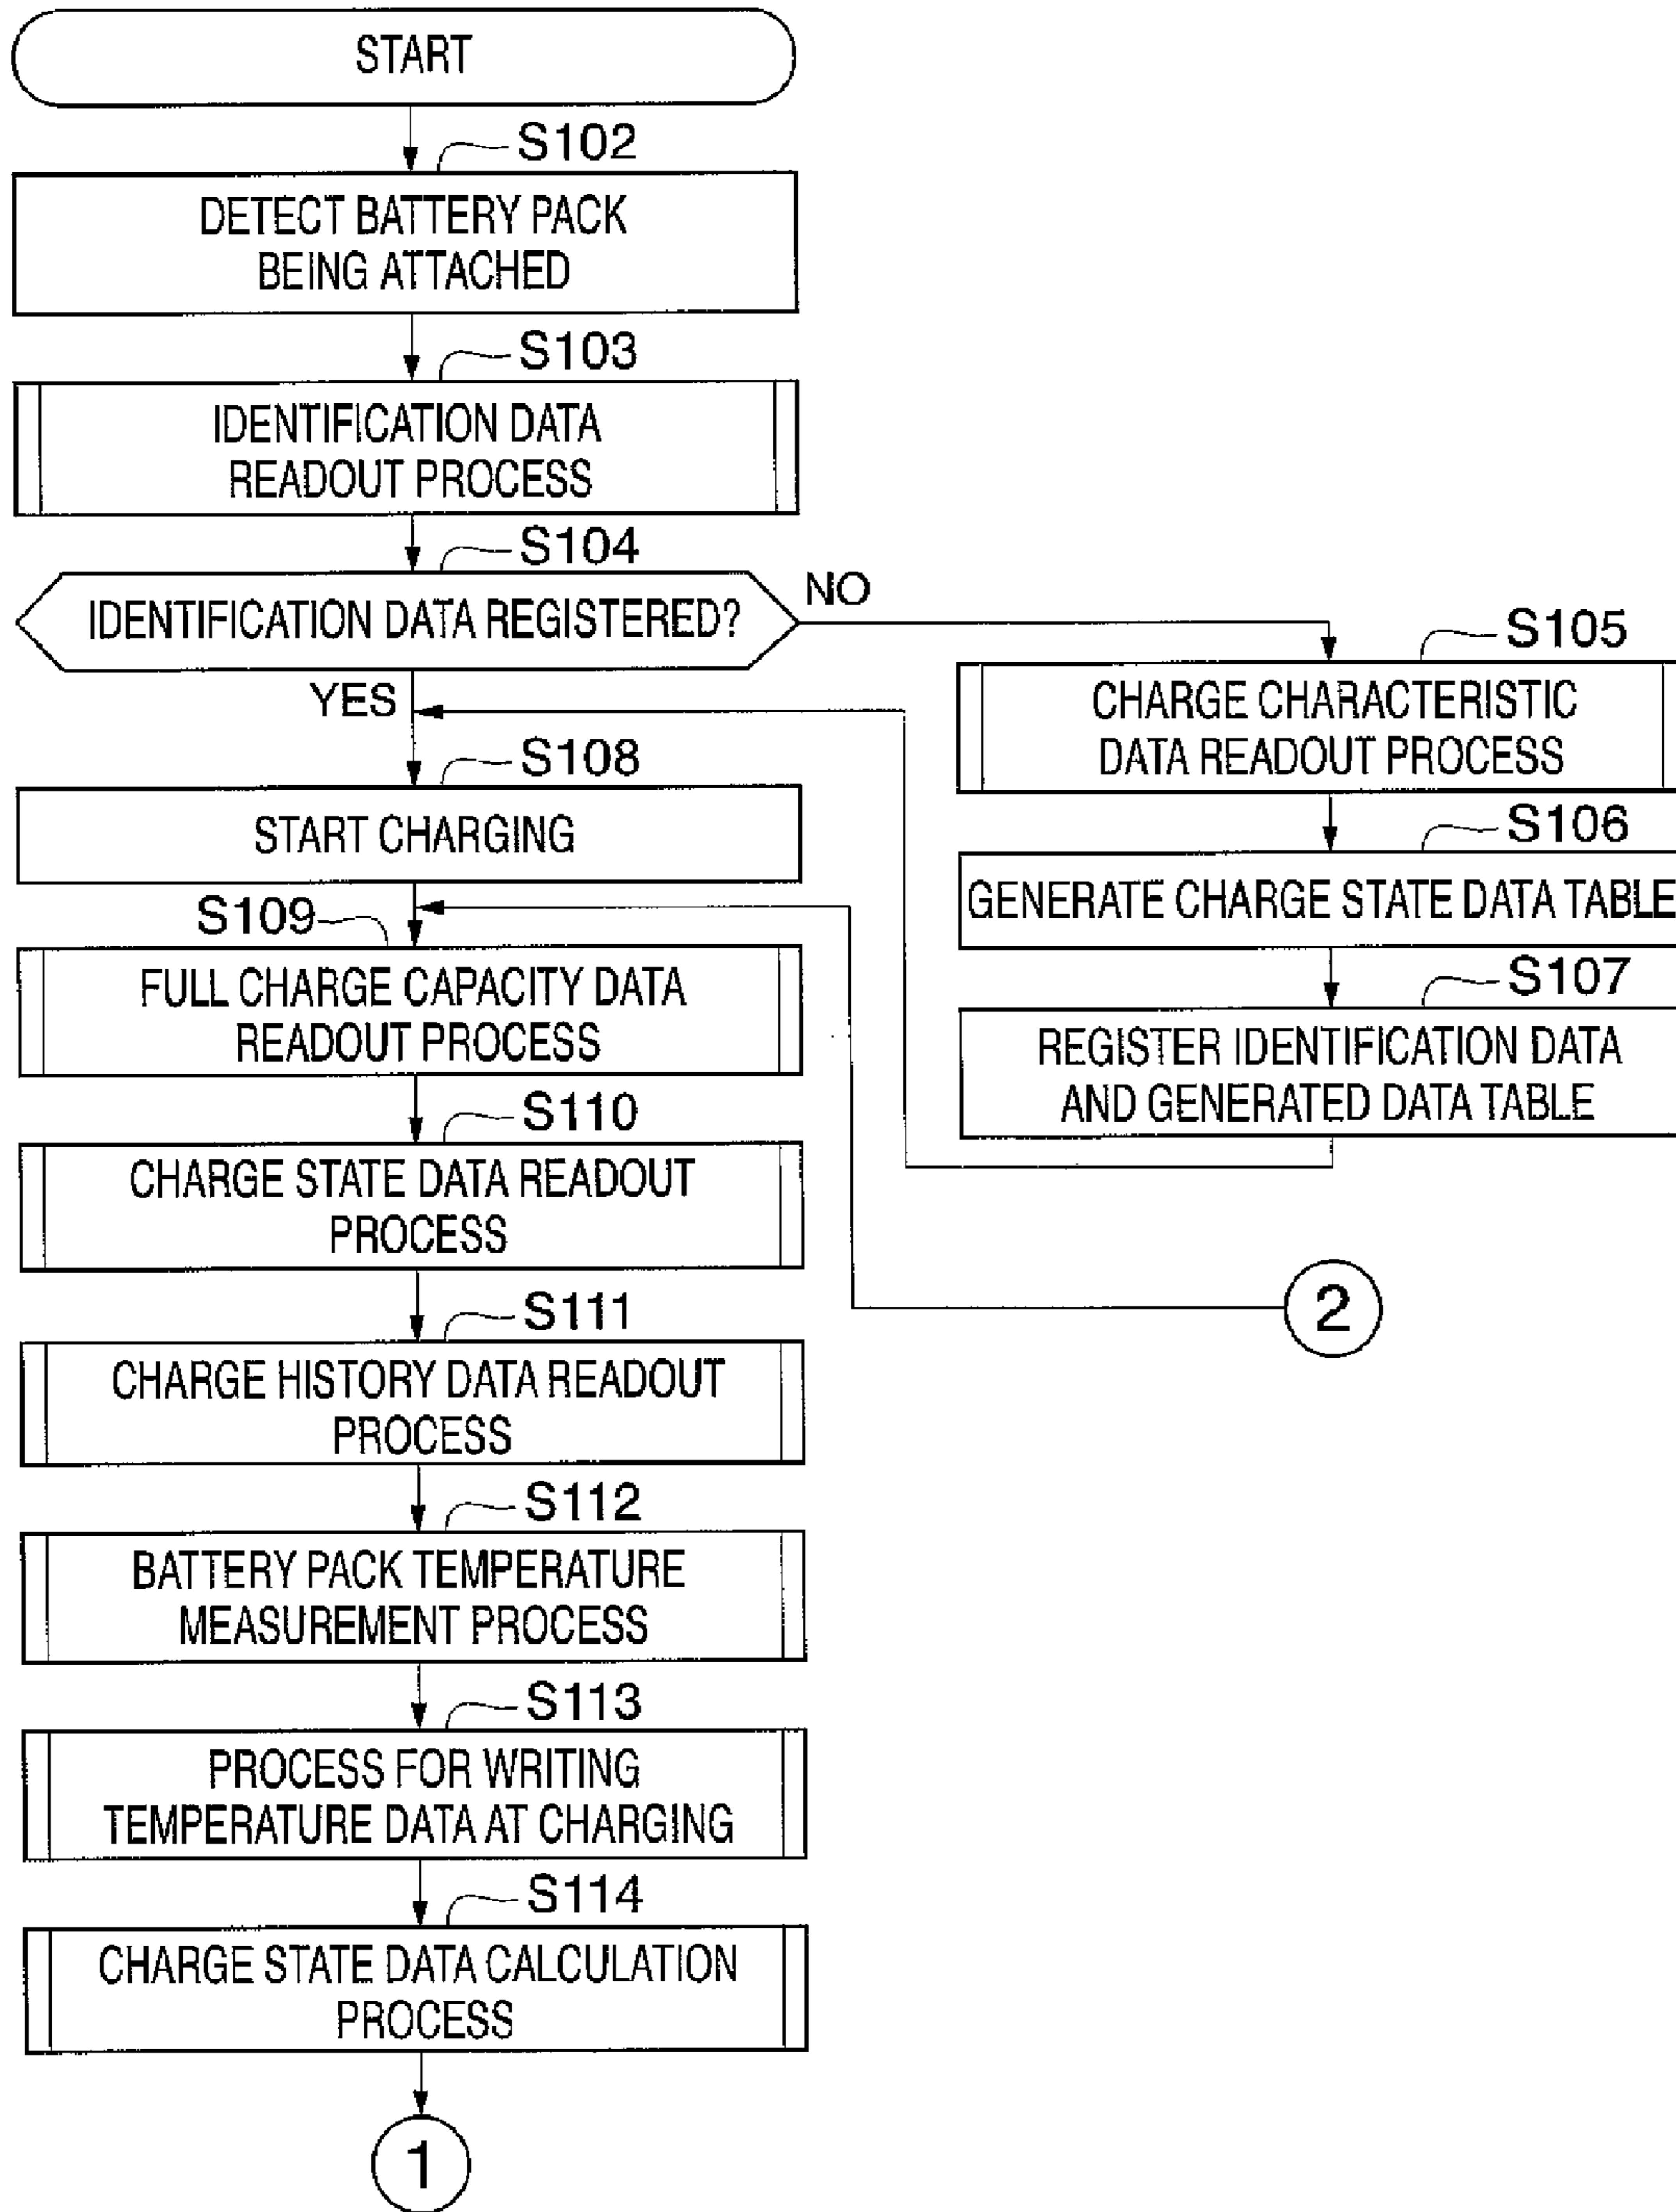 START
S102
DETECT BATTERY PACK
BEING ATTACHED
S103
IDENTIFICATION DATA
READOUT PROCESS
S104
IDENTIFICATION DATA REGISTERED?
NO
YES
S105
CHARGE CHARACTERISTIC
DATA READOUT PROCESS
S106
GENERATE CHARGE STATE DATA TABLE
S107
REGISTER IDENTIFICATION DATA
AND GENERATED DATA TABLE
S108
START CHARGING
2
S109
FULL CHARGE CAPACITY DATA
READOUT PROCESS
S110
CHARGE STATE DATA READOUT
PROCESS
S111
CHARGE HISTORY DATA READOUT
PROCESS
S112
BATTERY PACK TEMPERATURE
MEASUREMENT PROCESS
S113
PROCESS FOR WRITING
TEMPERATURE DATA AT CHARGING
S114
CHARGE STATE DATA CALCULATION
PROCESS
1